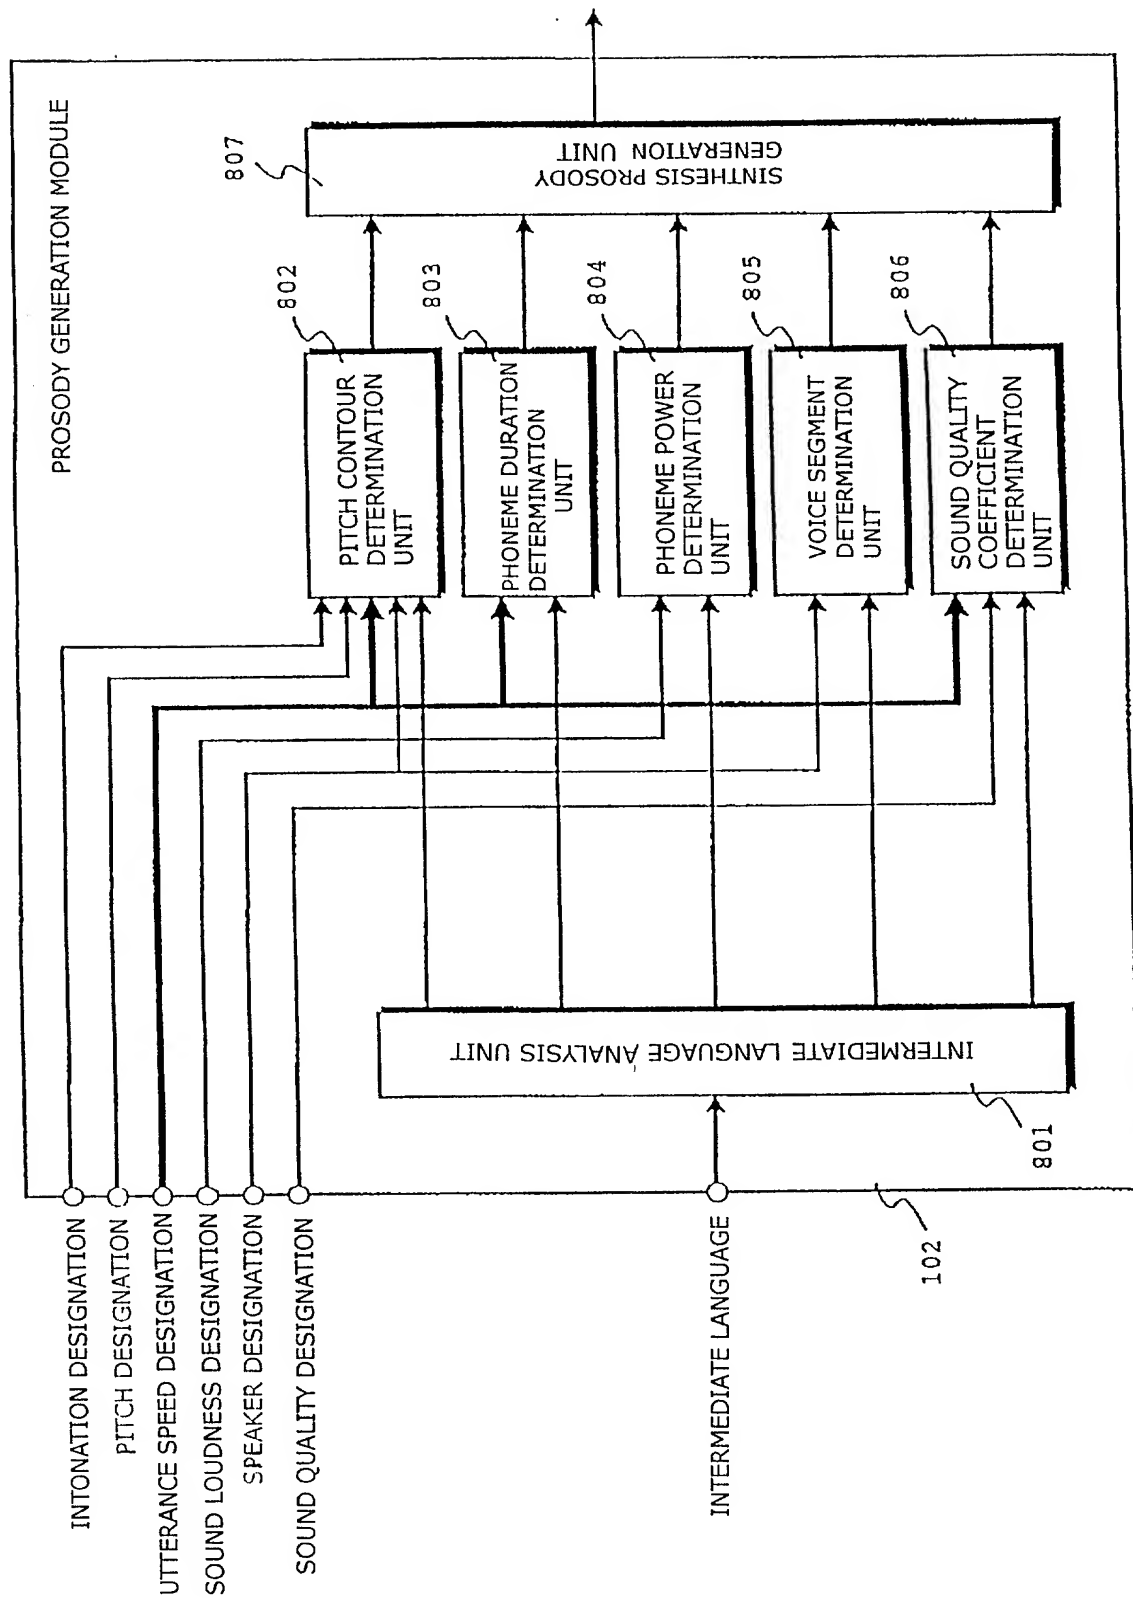 PROSODY GENERATION MODULE
INTONATION DESIGNATION
PITCH DESIGNATION
UTTERANCE SPEED DESIGNATION
SOUND LOUDNESS DESIGNATION
SPEAKER DESIGNATION
SOUND QUALITY DESIGNATION
INTERMEDIATE LANGUAGE
102
INTERMEDIATE LANGUAGE ANALYSIS UNIT
801
PITCH CONTOUR
DETERMINATION
UNIT
802
PHONEME DURATION
DETERMINATION
UNIT
803
PHONEME POWER
DETERMINATION
UNIT
804
VOICE SEGMENT
DETERMINATION
UNIT
805
SOUND QUALITY
COEFFICIENT
DETERMINATION
UNIT
806
SINTHESIS PROSODY
GENERATION UNIT
807